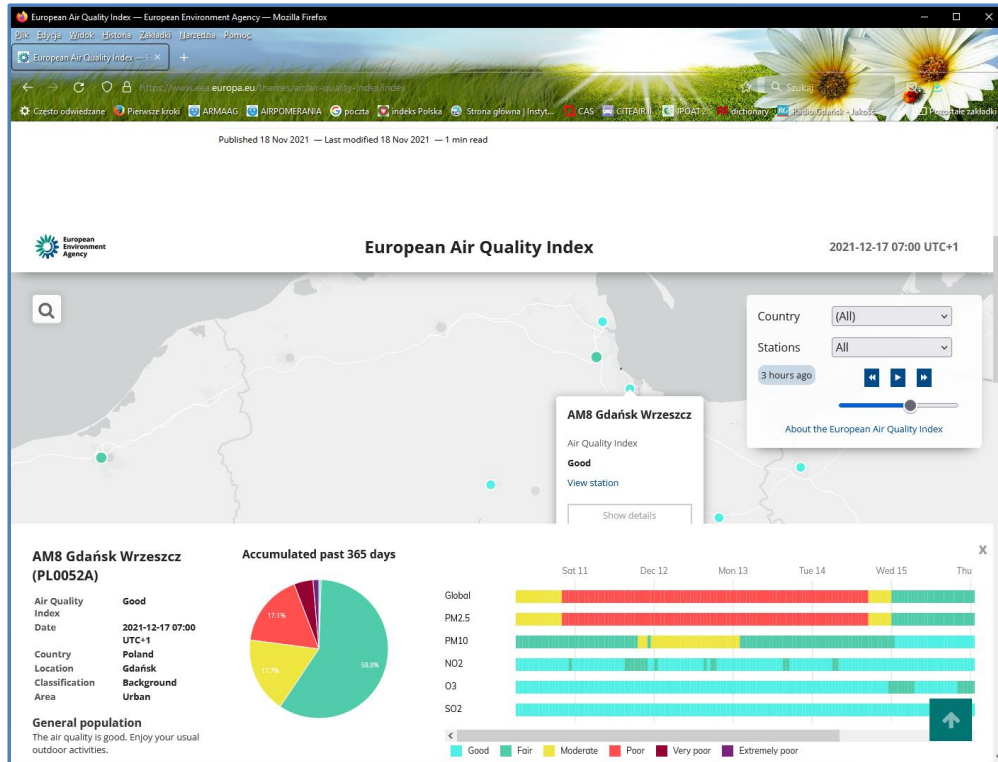 European Air Quality Index — European Environment Agency — Mozilla Firefox
Plik Edycja Widok Historia Zakładki Narzędzia Pomoc
European Air Quality Index —
https://www.eea.europa.eu/themes/air/air-quality-index/index
Szukaj
Często odwiedzane Pierwsze kroki ARMAAG AIRPOMERANIA poczta indeks Polska Strona główna | Instyt... CAS GITEAIR II dictionary Radio Gdańsk - Jakość... Pozostałe zakładki
Published 18 Nov 2021 — Last modified 18 Nov 2021 — 1 min read
European
Environment
Agency
European Air Quality Index
2021-12-17 07:00 UTC+1
Country (All)
Stations All
3 hours ago
About the European Air Quality Index
AM8 Gdańsk Wrzeszcz
Air Quality Index
Good
View station
Show details
AM8 Gdańsk Wrzeszcz
(PL0052A)
Air Quality Index Good
Date 2021-12-17 07:00 UTC+1
Country Poland
Location Gdańsk
Classification Background
Area Urban
General population
The air quality is good. Enjoy your usual
outdoor activities.
Accumulated past 365 days
17.1%
17.7%
58.3%
X
Sat 11 Dec 12 Mon 13 Tue 14 Wed 15 Thu
Global
PM2.5
PM10
NO2
O3
SO2
Good Fair Moderate Poor Very poor Extremely poor